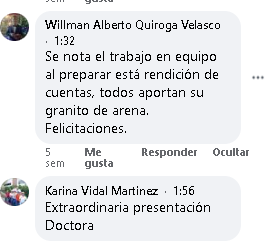 Willman Alberto Quiroga Velasco
· 1:32
Se nota el trabajo en equipo
al preparar está rendición de
cuentas, todos aportan su
granito de arena.
Felicitaciones.
5 sem Me gusta Responder Ocultar
Karina Vidal Martinez · 1:56
Extraordinaria presentación
Doctora